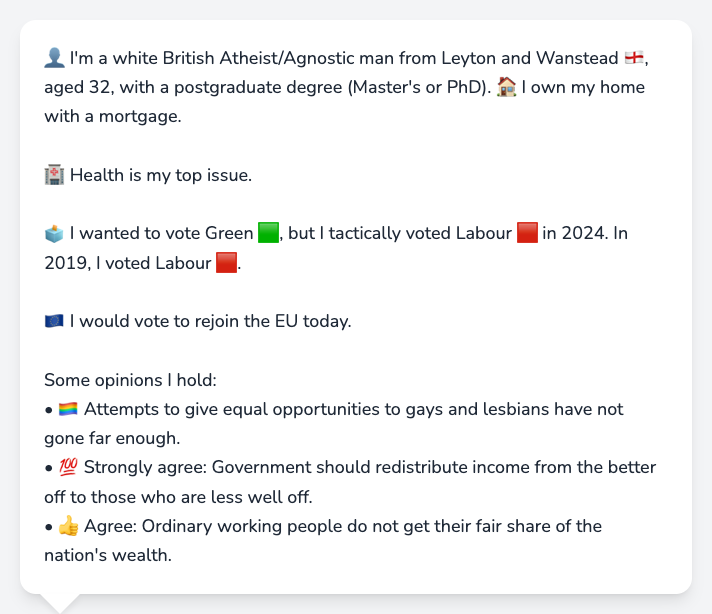 👤 I'm a white British Atheist/Agnostic man from Leyton and Wanstead 🏴󠁧󠁢󠁥󠁮󠁧󠁿,
aged 32, with a postgraduate degree (Master's or PhD). 🏠 I own my home
with a mortgage.
🏥 Health is my top issue.
🗳️ I wanted to vote Green 🟩, but I tactically voted Labour 🟥 in 2024. In
2019, I voted Labour 🟥.
🇪🇺 I would vote to rejoin the EU today.
Some opinions I hold:
• 🏳️‍🌈 Attempts to give equal opportunities to gays and lesbians have not
gone far enough.
• 💯 Strongly agree: Government should redistribute income from the better
off to those who are less well off.
• 👍 Agree: Ordinary working people do not get their fair share of the
nation's wealth.